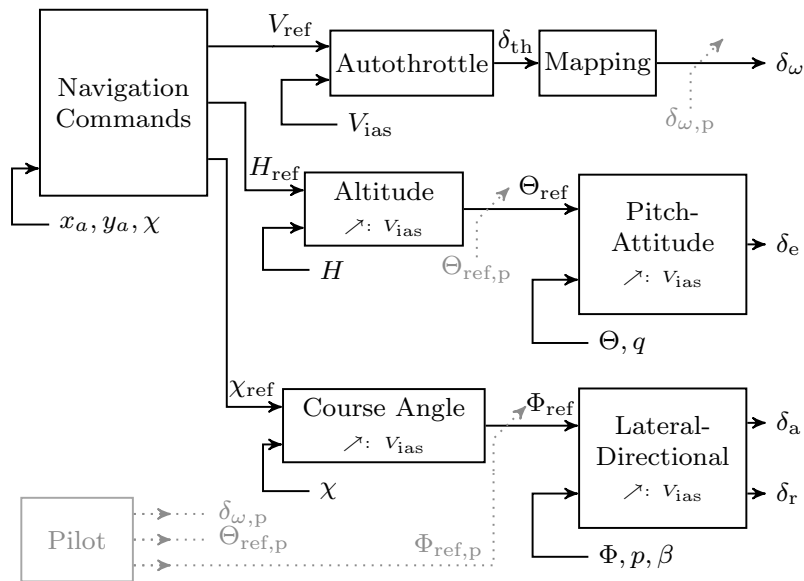 V_ref
δ_th
Navigation
Commands
Autothrottle
Mapping
δ_ω
δ_ω,p
V_ias
H_ref
Altitude
↗: V_ias
Θ_ref
Pitch-
Attitude
↗: V_ias
x_a, y_a, χ
δ_e
H
Θ_ref,p
Θ, q
χ_ref
Course Angle
↗: V_ias
Φ_ref
Lateral-
Directional
↗: V_ias
δ_a
χ
δ_r
Pilot
δ_ω,p
Θ_ref,p
Φ_ref,p
Φ, p, β